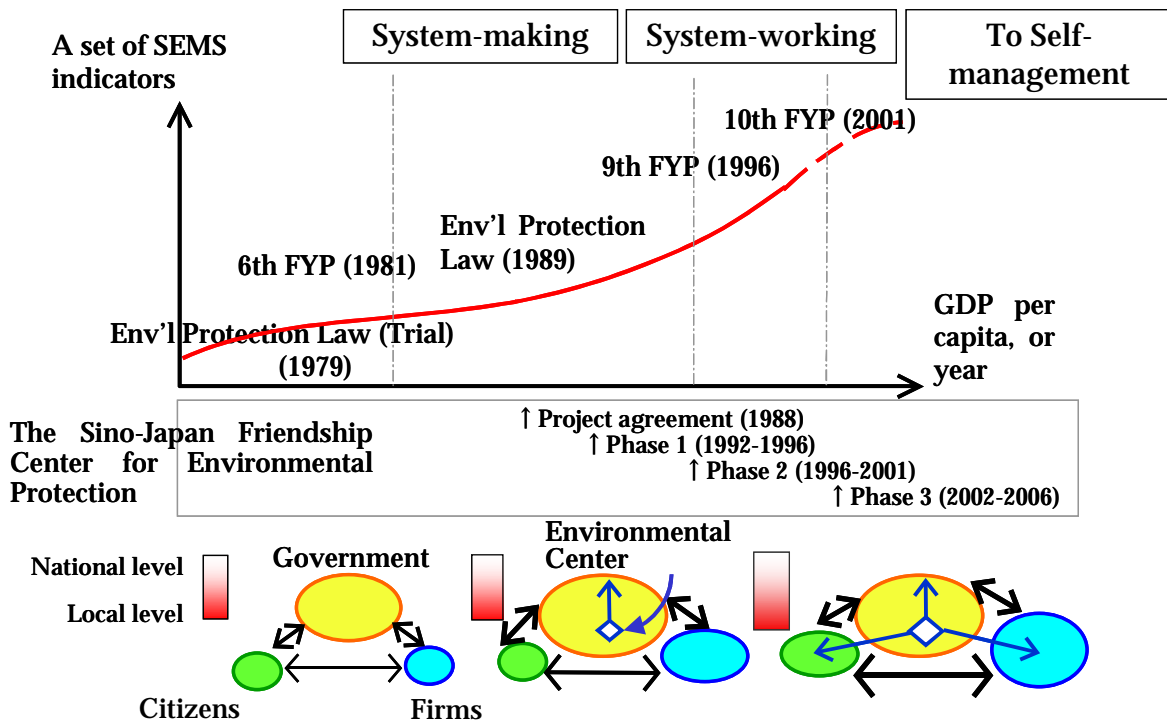 A set of SEMS
indicators
System-making
System-working
To Self-
management
10th FYP (2001)
9th FYP (1996)
Env'l Protection
Law (1989)
6th FYP (1981)
Env'l Protection Law (Trial)
(1979)
GDP per
capita, or
year
The Sino-Japan Friendship
Center for Environmental
Protection
↑ Project agreement (1988)
↑ Phase 1 (1992-1996)
↑ Phase 2 (1996-2001)
↑ Phase 3 (2002-2006)
National level
Local level
Government
Environmental
Center
Citizens
Firms